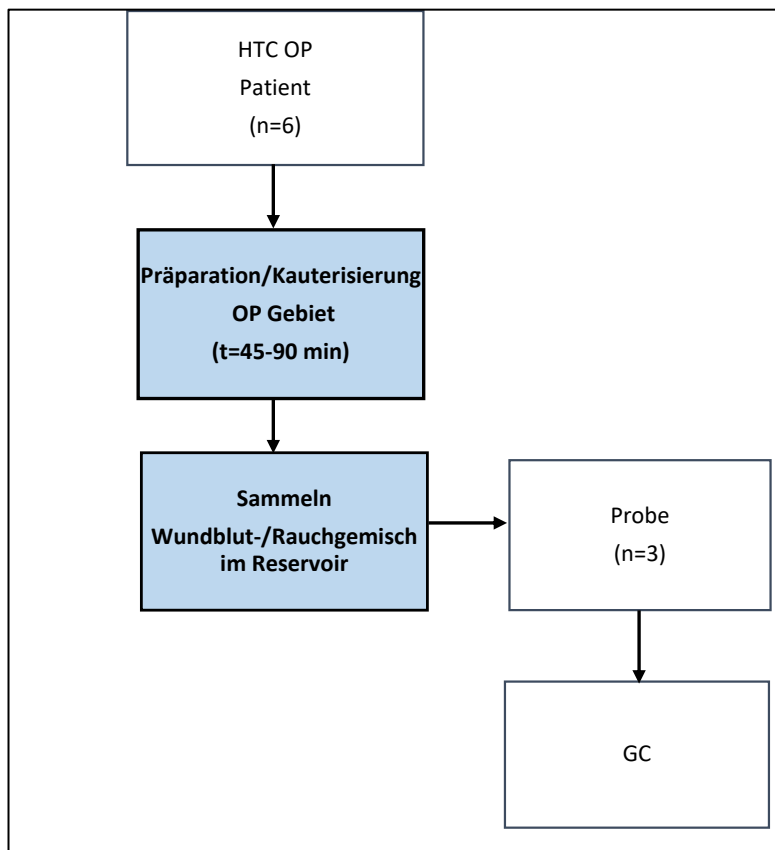 HTC OP
Patient
(n=6)
Präparation/Kauterisierung
OP Gebiet
(t=45-90 min)
Sammeln
Wundblut-/Rauchgemisch
im Reservoir
Probe
(n=3)
GC